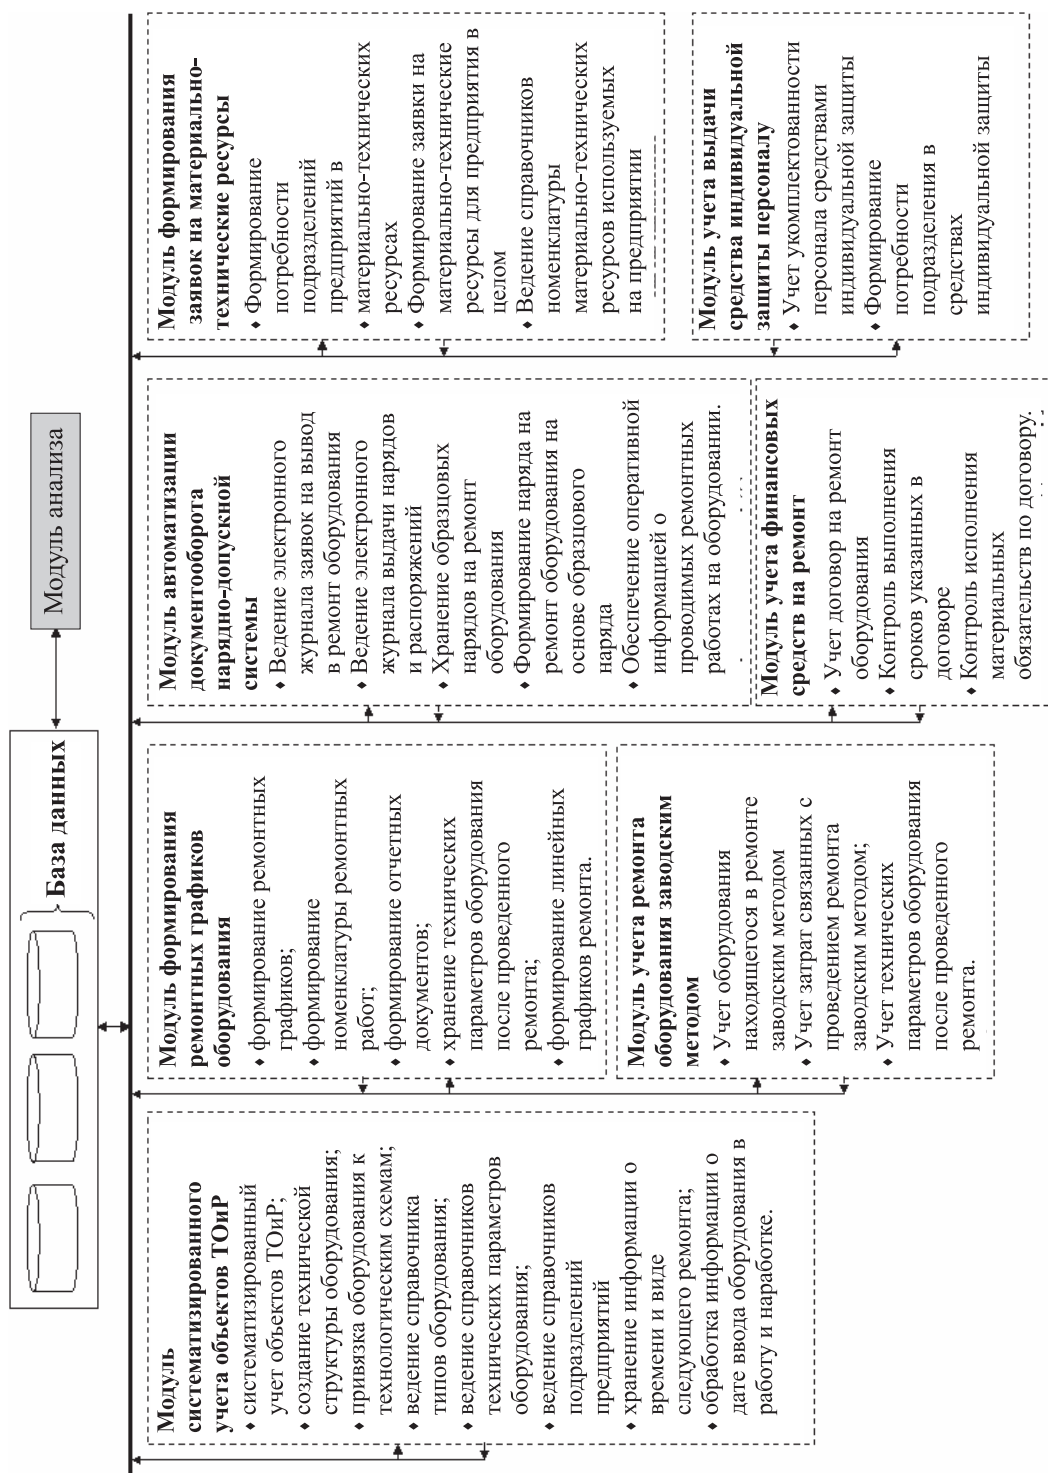 База данных
Модуль анализа
Модуль
систематизированного
учета объектов ТОиР
♦ систематизированный
учет объектов ТОиР;
♦ создание технической
структуры оборудования;
♦ привязка оборудования к
технологическим схемам;
♦ ведение справочника
типов оборудования;
♦ ведение справочников
технических параметров
оборудования;
♦ ведение справочников
подразделений
предприятий
♦ хранение информации о
времени и виде
следующего ремонта;
♦ обработка информации о
дате ввода оборудования в
работу и наработке.
Модуль формирования
ремонтных графиков
оборудования
♦ формирование ремонтных
графиков;
♦ формирование
номенклатуры ремонтных
работ;
♦ формирование отчетных
документов;
♦ хранение технических
параметров оборудования
после проведенного
ремонта;
♦ формирование линейных
графиков ремонта.
Модуль учета ремонта
оборудования заводским
методом
♦ Учет оборудования
находящегося в ремонте
заводским методом
♦ Учет затрат связанных с
проведением ремонта
заводским методом;
♦ Учет технических
параметров оборудования
после проведенного
ремонта.
Модуль автоматизации
документооборота
нарядно-допускной
системы
♦ Ведение электронного
журнала заявок на вывод
в ремонт оборудования
♦ Ведение электронного
журнала выдачи нарядов
и распоряжений
♦ Хранение образцовых
нарядов на ремонт
оборудования
♦ Формирование наряда на
ремонт оборудования на
основе образцового
наряда
♦ Обеспечение оперативной
информацией о
проводимых ремонтных
работах на оборудовании.
Модуль учета финансовых
средств на ремонт
♦ Учет договор на ремонт
оборудования
♦ Контроль выполнения
сроков указанных в
договоре
♦ Контроль исполнения
материальных
обязательств по договору.
Модуль формирования
заявок на материально-
технические ресурсы
♦ Формирование
потребности
подразделений
предприятий в
♦ материально-технических
ресурсах
♦ Формирование заявки на
материально-технические
ресурсы для предприятия в
целом
♦ Ведение справочников
номенклатуры
материально-технических
ресурсов используемых
на предприятии
Модуль учета выдачи
средства индивидуальной
защиты персоналу
♦ Учет укомплектованности
персонала средствами
индивидуальной защиты
♦ Формирование
потребности
подразделения в
средствах
индивидуальной защиты